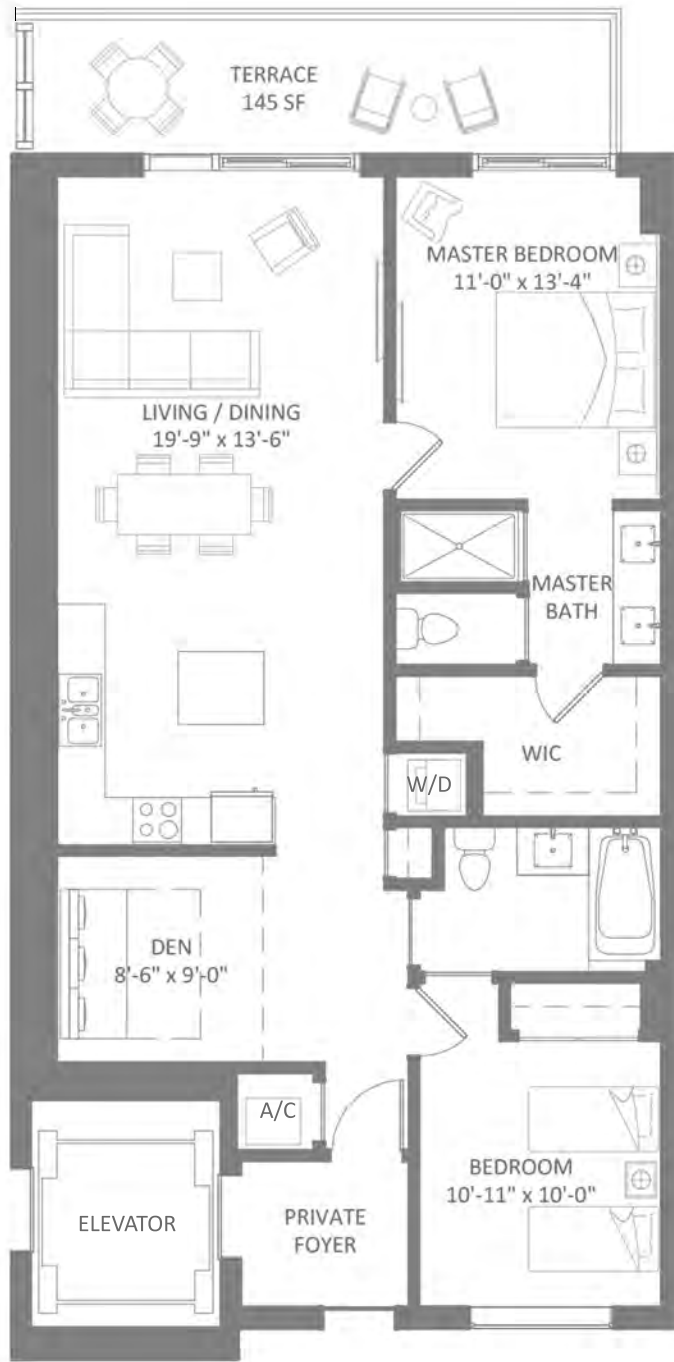 TERRACE
145 SF
MASTER BEDROOM
11'-0" x 13'-4"
LIVING / DINING
19'-9" x 13'-6"
MASTER
BATH
WIC
W/D
DEN
8'-6" x 9'-0"
A/C
BEDROOM
10'-11" x 10'-0"
ELEVATOR
PRIVATE
FOYER